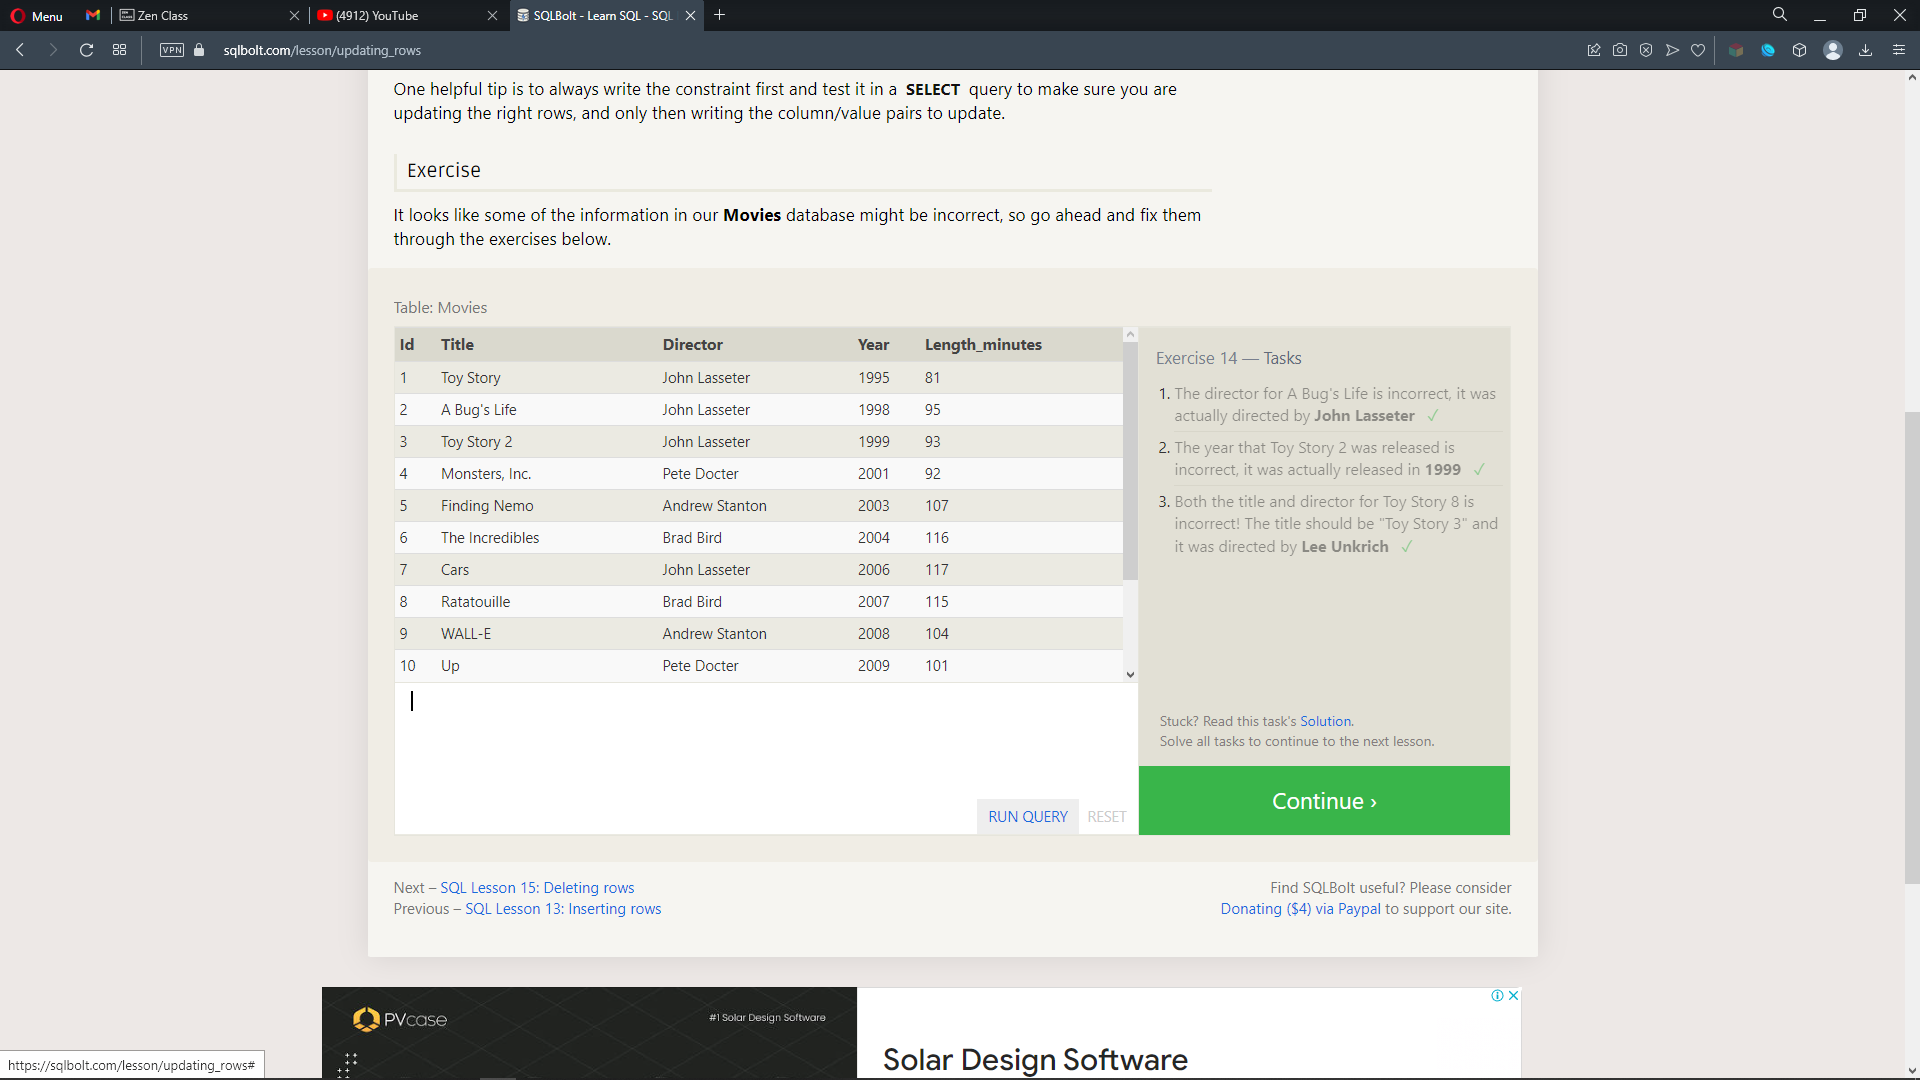 Menu
Zen Class
(4912) YouTube
SQLBolt - Learn SQL - SQL
VPN
sqlbolt.com/lesson/updating_rows
One helpful tip is to always write the constraint first and test it in a SELECT query to make sure you are
updating the right rows, and only then writing the column/value pairs to update.
Exercise
It looks like some of the information in our Movies database might be incorrect, so go ahead and fix them
through the exercises below.
Table: Movies
Id Title Director Year Length_minutes
1 Toy Story John Lasseter 1995 81
2 A Bug's Life John Lasseter 1998 95
3 Toy Story 2 John Lasseter 1999 93
4 Monsters, Inc. Pete Docter 2001 92
5 Finding Nemo Andrew Stanton 2003 107
6 The Incredibles Brad Bird 2004 116
7 Cars John Lasseter 2006 117
8 Ratatouille Brad Bird 2007 115
9 WALL-E Andrew Stanton 2008 104
10 Up Pete Docter 2009 101
RUN QUERY RESET
Exercise 14 — Tasks
1. The director for A Bug's Life is incorrect, it was
actually directed by John Lasseter ✓
2. The year that Toy Story 2 was released is
incorrect, it was actually released in 1999 ✓
3. Both the title and director for Toy Story 8 is
incorrect! The title should be "Toy Story 3" and
it was directed by Lee Unkrich ✓
Stuck? Read this task's Solution.
Solve all tasks to continue to the next lesson.
Continue ›
Next – SQL Lesson 15: Deleting rows
Previous – SQL Lesson 13: Inserting rows
Find SQLBolt useful? Please consider
Donating ($4) via Paypal to support our site.
PVcase
#1 Solar Design Software
Solar Design Software
https://sqlbolt.com/lesson/updating_rows#